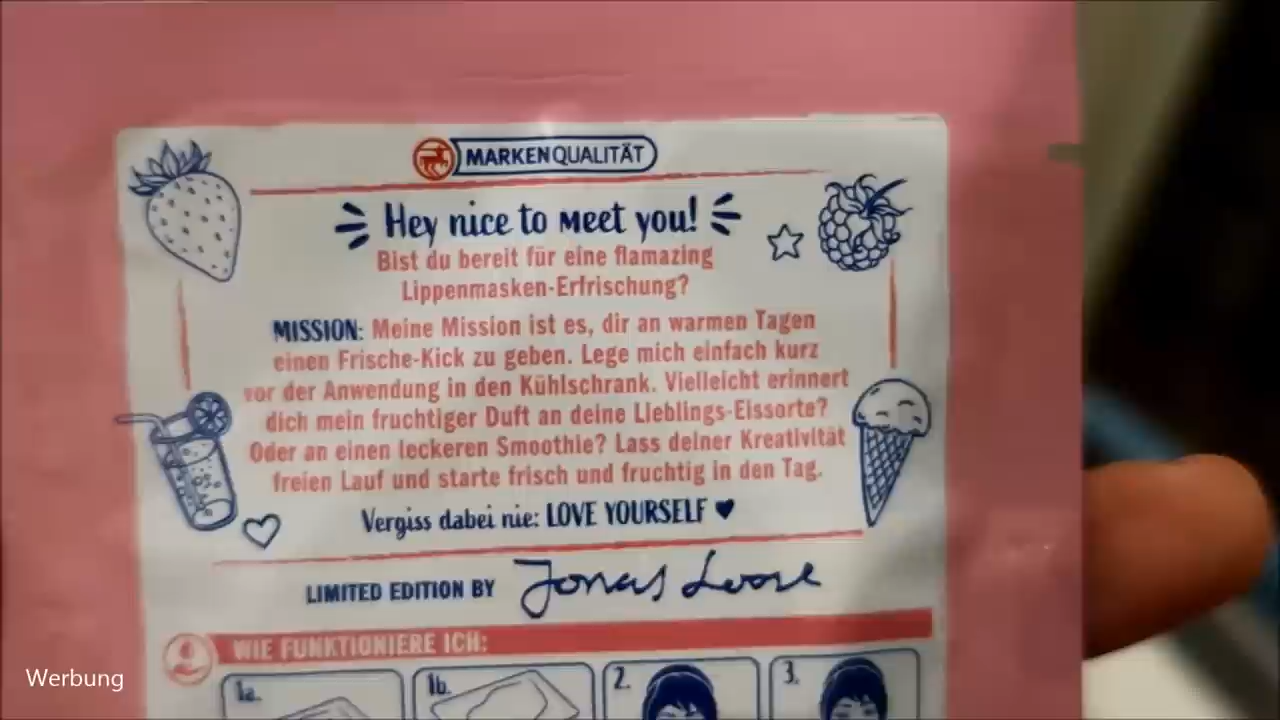 MARKENQUALITÄT
Hey nice to meet you!
Bist du bereit für eine flamazing
Lippenmasken-Erfrischung?
MISSION: Meine Mission ist es, dir an warmen Tagen
einen Frische-Kick zu geben. Lege mich einfach kurz
vor der Anwendung in den Kühlschrank. Vielleicht erinnert
dich mein fruchtiger Duft an deine Lieblings-Eissorte?
Oder an einen leckeren Smoothie? Lass deiner Kreativität
freien Lauf und starte frisch und fruchtig in den Tag.
Vergiss dabei nie: LOVE YOURSELF ♥
LIMITED EDITION BY Jonas Loose
WIE FUNKTIONIERE ICH:
1a. 1b. 2. 3.
Werbung